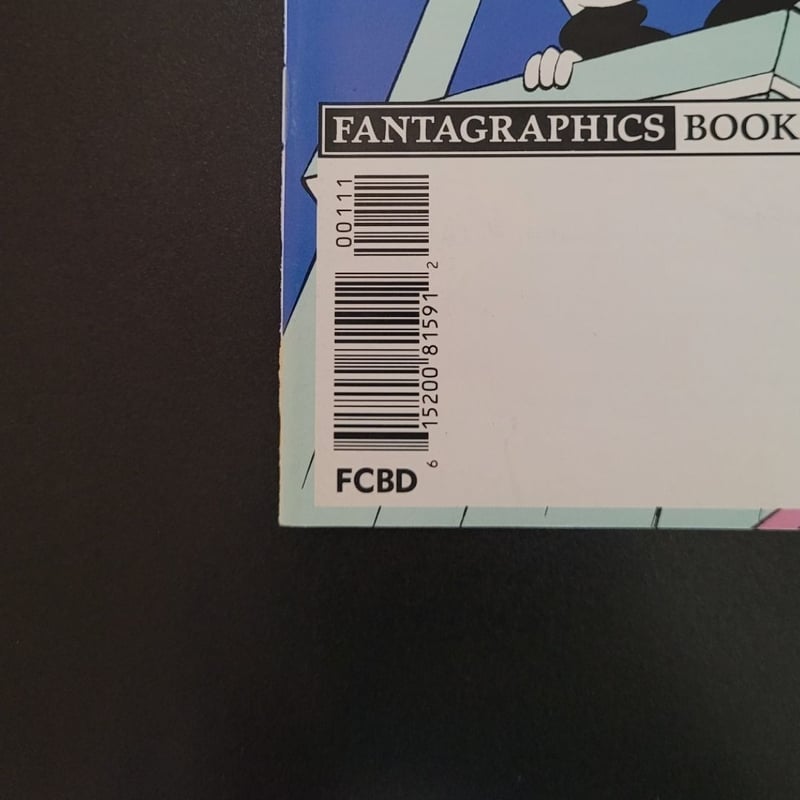 FANTAGRAPHICS BOOK
00111
6 15200 81591 2
FCBD